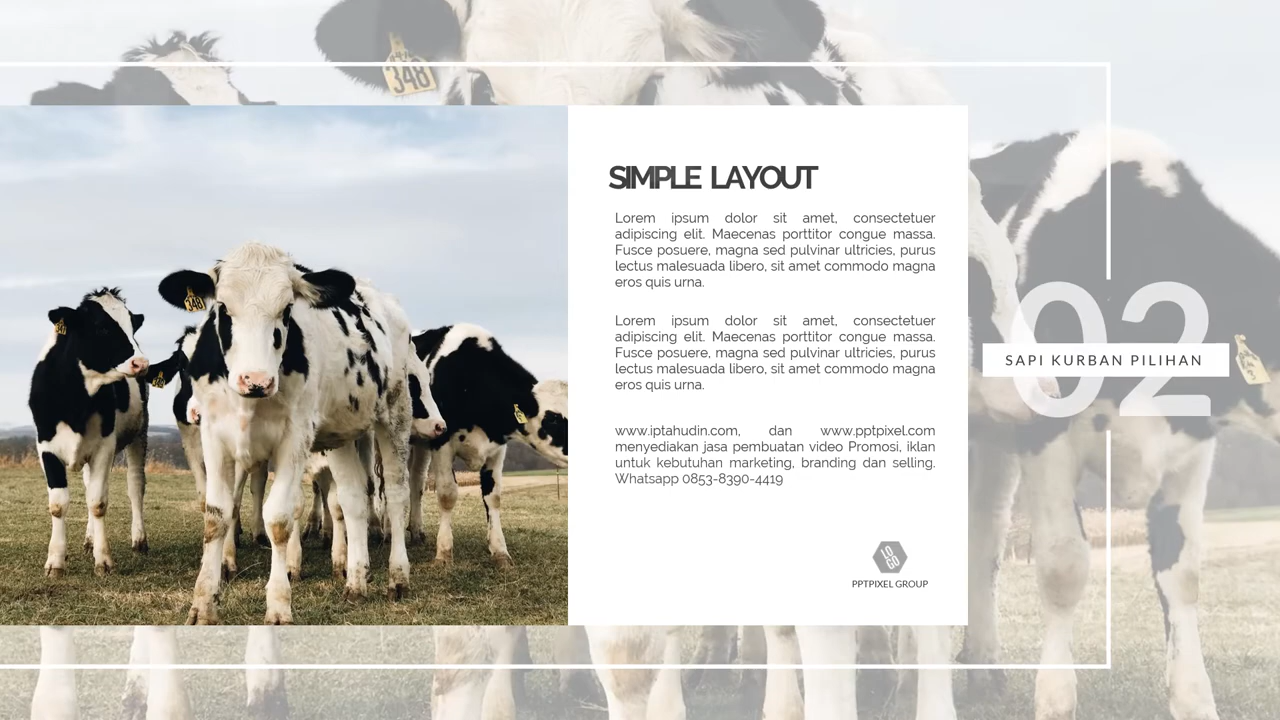 348
SIMPLE LAYOUT
Lorem ipsum dolor sit amet, consectetuer
adipiscing elit. Maecenas porttitor congue massa.
Fusce posuere, magna sed pulvinar ultricies, purus
lectus malesuada libero, sit amet commodo magna
eros quis urna.
Lorem ipsum dolor sit amet, consectetuer
adipiscing elit. Maecenas porttitor congue massa.
Fusce posuere, magna sed pulvinar ultricies, purus
lectus malesuada libero, sit amet commodo magna
eros quis urna.
www.iptahudin.com, dan www.pptpixel.com
menyediakan jasa pembuatan video Promosi, iklan
untuk kebutuhan marketing, branding dan selling.
Whatsapp 0853-8390-4419
LO
GO
PPTPIXEL GROUP
348
02
SAPI KURBAN PILIHAN